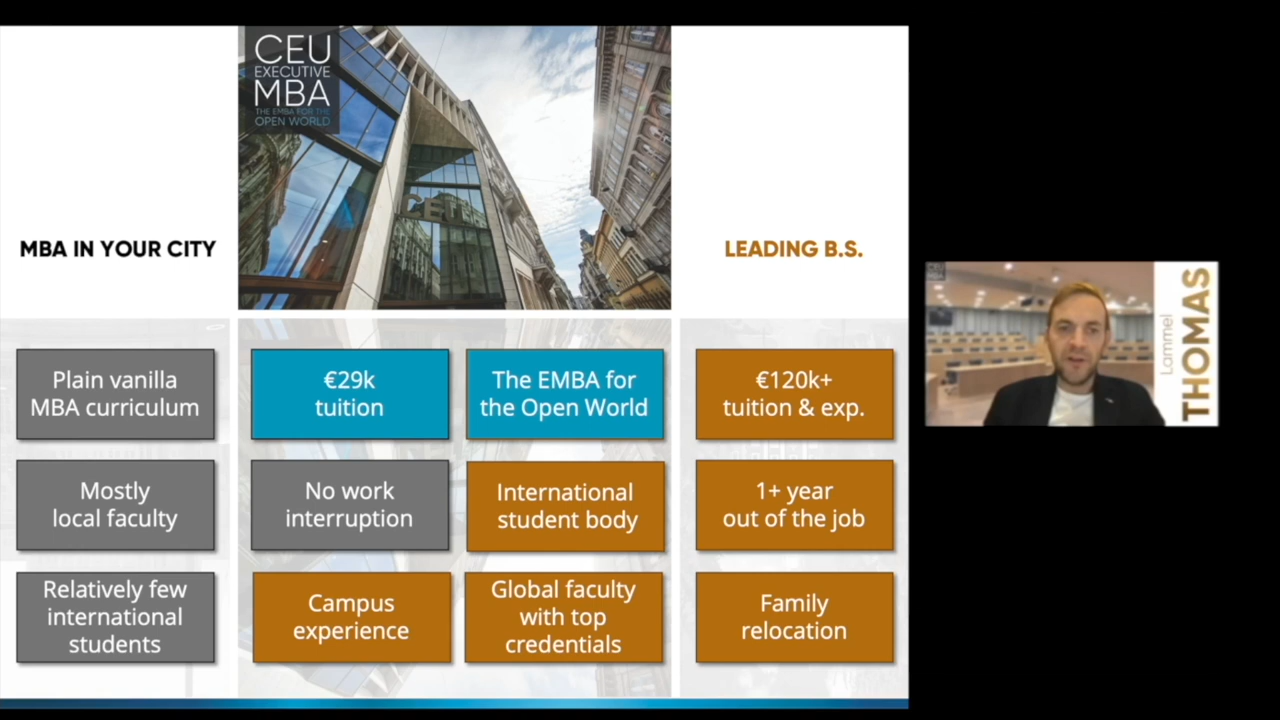 CEU
EXECUTIVE
MBA
THE EMBA FOR THE
OPEN WORLD
CEU
MBA IN YOUR CITY
LEADING B.S.
Plain vanilla
MBA curriculum
€29k
tuition
The EMBA for
the Open World
€120k+
tuition & exp.
Mostly
local faculty
No work
interruption
International
student body
1+ year
out of the job
Relatively few
international
students
Campus
experience
Global faculty
with top
credentials
Family
relocation
Lammel
THOMAS